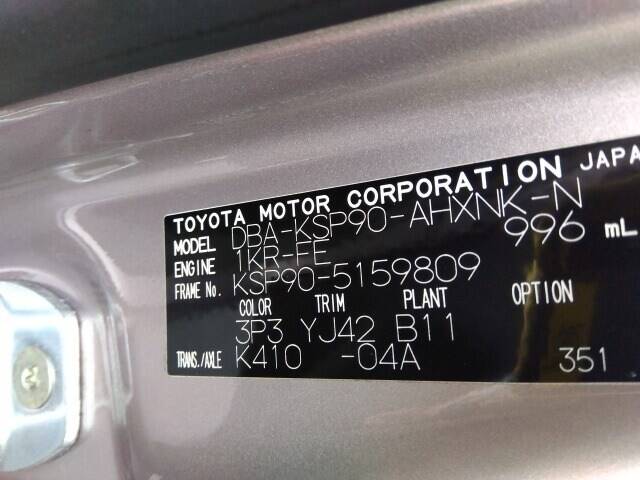 TOYOTA MOTOR CORPORATION JAPA
MODEL DBA-KSP90-AHXNK-N
ENGINE 1KR-FE 996 mL
FRAME No. KSP90-5159809
COLOR TRIM PLANT OPTION
3P3 YJ42 B11
TRANS./AXLE K410 -04A 351